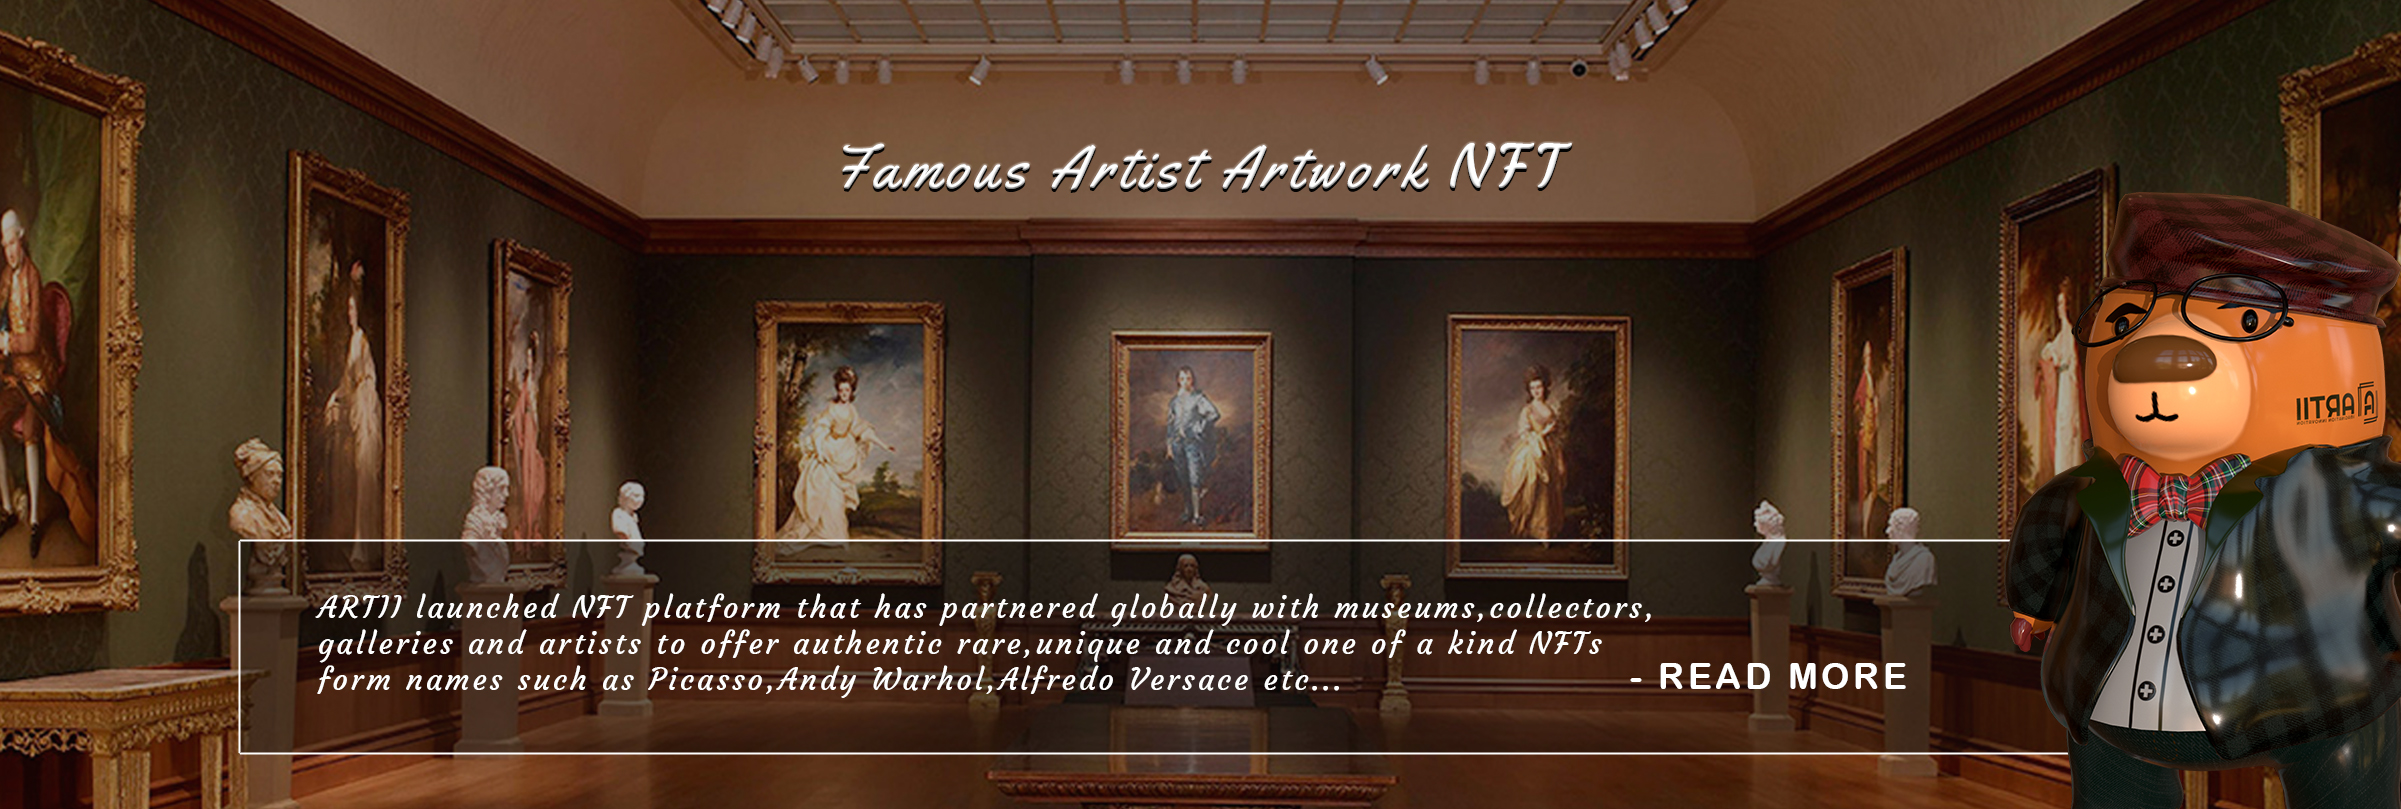 Famous Artist Artwork NFT
ARTII
ARTII launched NFT platform that has partnered globally with museums,collectors,
galleries and artists to offer authentic rare,unique and cool one of a kind NFTs
form names such as Picasso,Andy Warhol,Alfredo Versace etc...
- READ MORE